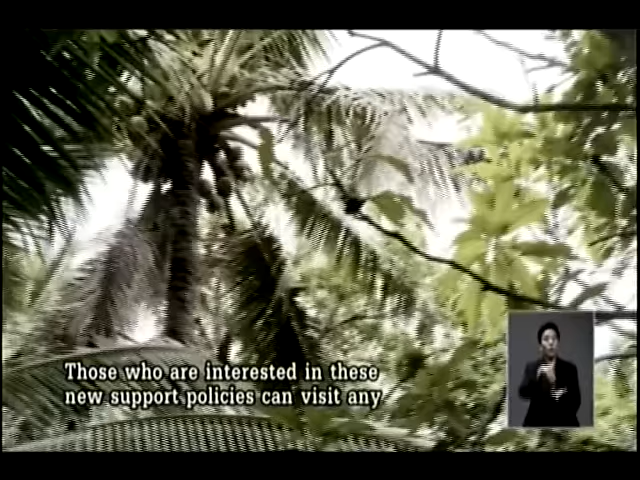 Those who are interested in these
new support policies can visit any